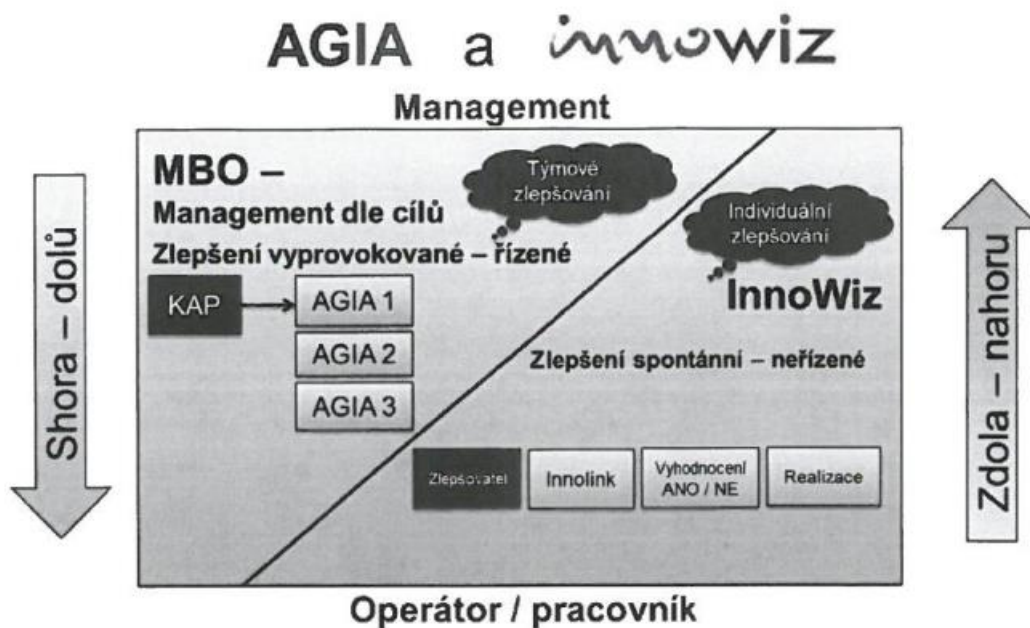 AGIA a innowiz
Management
MBO –
Management dle cílů
Zlepšení vyprovokované – řízené
Týmové
zlepšování
Individuální
zlepšování
KAP
AGIA 1
AGIA 2
AGIA 3
InnoWiz
Zlepšení spontánní – neřízené
Zlepšovatel
Innolink
Vyhodnocení
ANO / NE
Realizace
Shora – dolů
Zdola – nahoru
Operátor / pracovník